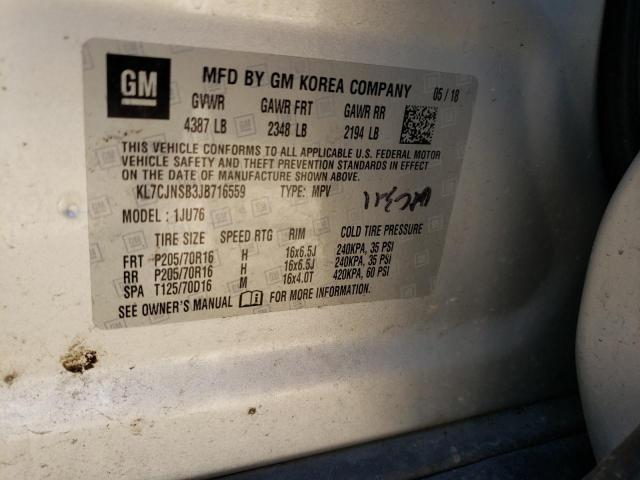 GM MFD BY GM KOREA COMPANY 05 / 18
GVWR GAWR FRT GAWR RR
4387 LB 2348 LB 2194 LB
THIS VEHICLE CONFORMS TO ALL APPLICABLE U.S. FEDERAL MOTOR
VEHICLE SAFETY AND THEFT PREVENTION STANDARDS IN EFFECT
ON THE DATE OF MANUFACTURE SHOWN ABOVE.
KL7CJNSB3JB716559 TYPE: MPV
MODEL: 1JU76
TIRE SIZE SPEED RTG RIM COLD TIRE PRESSURE
FRT P205/70R16 H 16x6.5J 240KPA, 35 PSI
RR P205/70R16 H 16x6.5J 240KPA, 35 PSI
SPA T125/70D16 M 16x4.0T 420KPA, 60 PSI
SEE OWNER'S MANUAL FOR MORE INFORMATION.